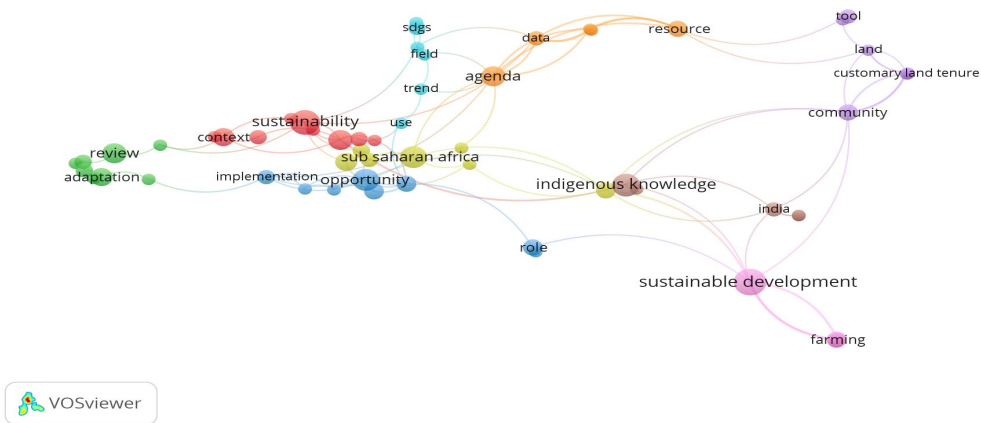 tool
sdgs
resource
data
land
field
customary land tenure
agenda
trend
community
sustainability
use
context
review
sub saharan africa
adaptation
implementation
opportunity
indigenous knowledge
india
role
sustainable development
farming
VOSviewer